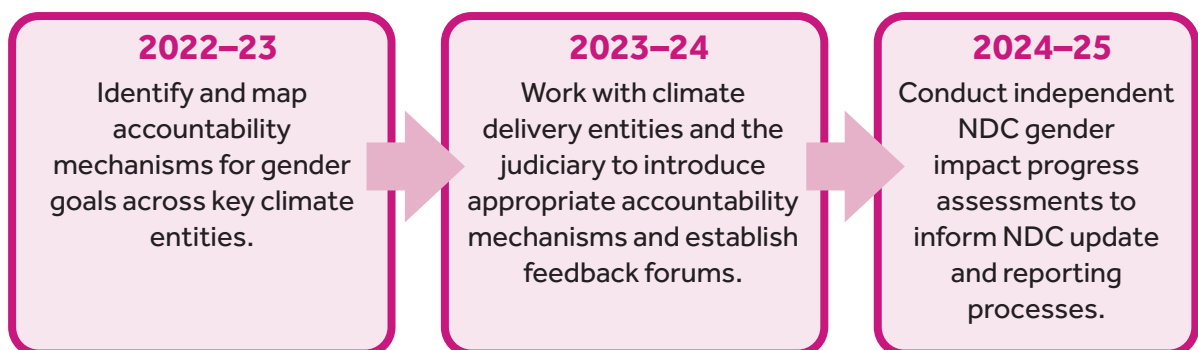 2022–23
Identify and map
accountability
mechanisms for gender
goals across key climate
entities.
2023–24
Work with climate
delivery entities and the
judiciary to introduce
appropriate accountability
mechanisms and establish
feedback forums.
2024–25
Conduct independent
NDC gender
impact progress
assessments to
inform NDC update
and reporting
processes.